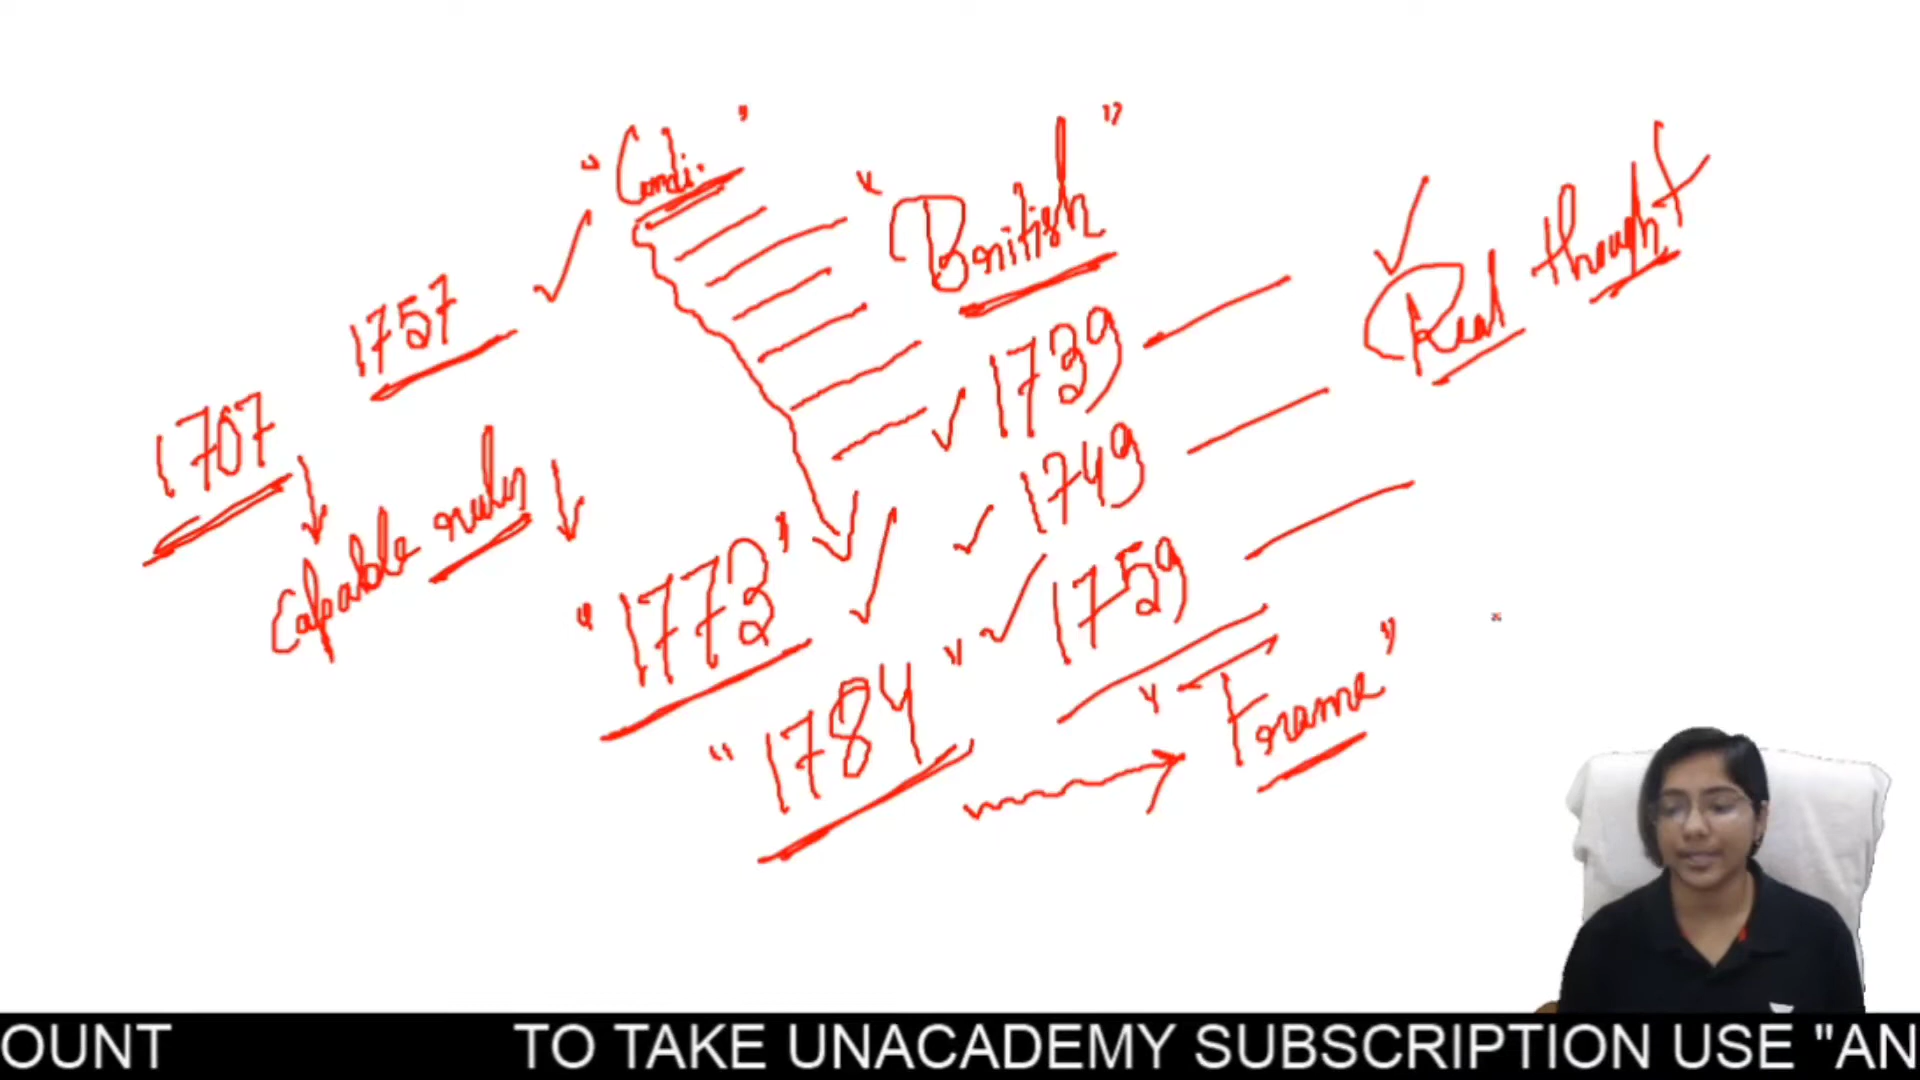 "Condi."
"British"
Real thought
1757
1739
1707
1749
Capable rulers
"1773"
1759
"1784"
"Frame"
OUNT TO TAKE UNACADEMY SUBSCRIPTION USE "AN